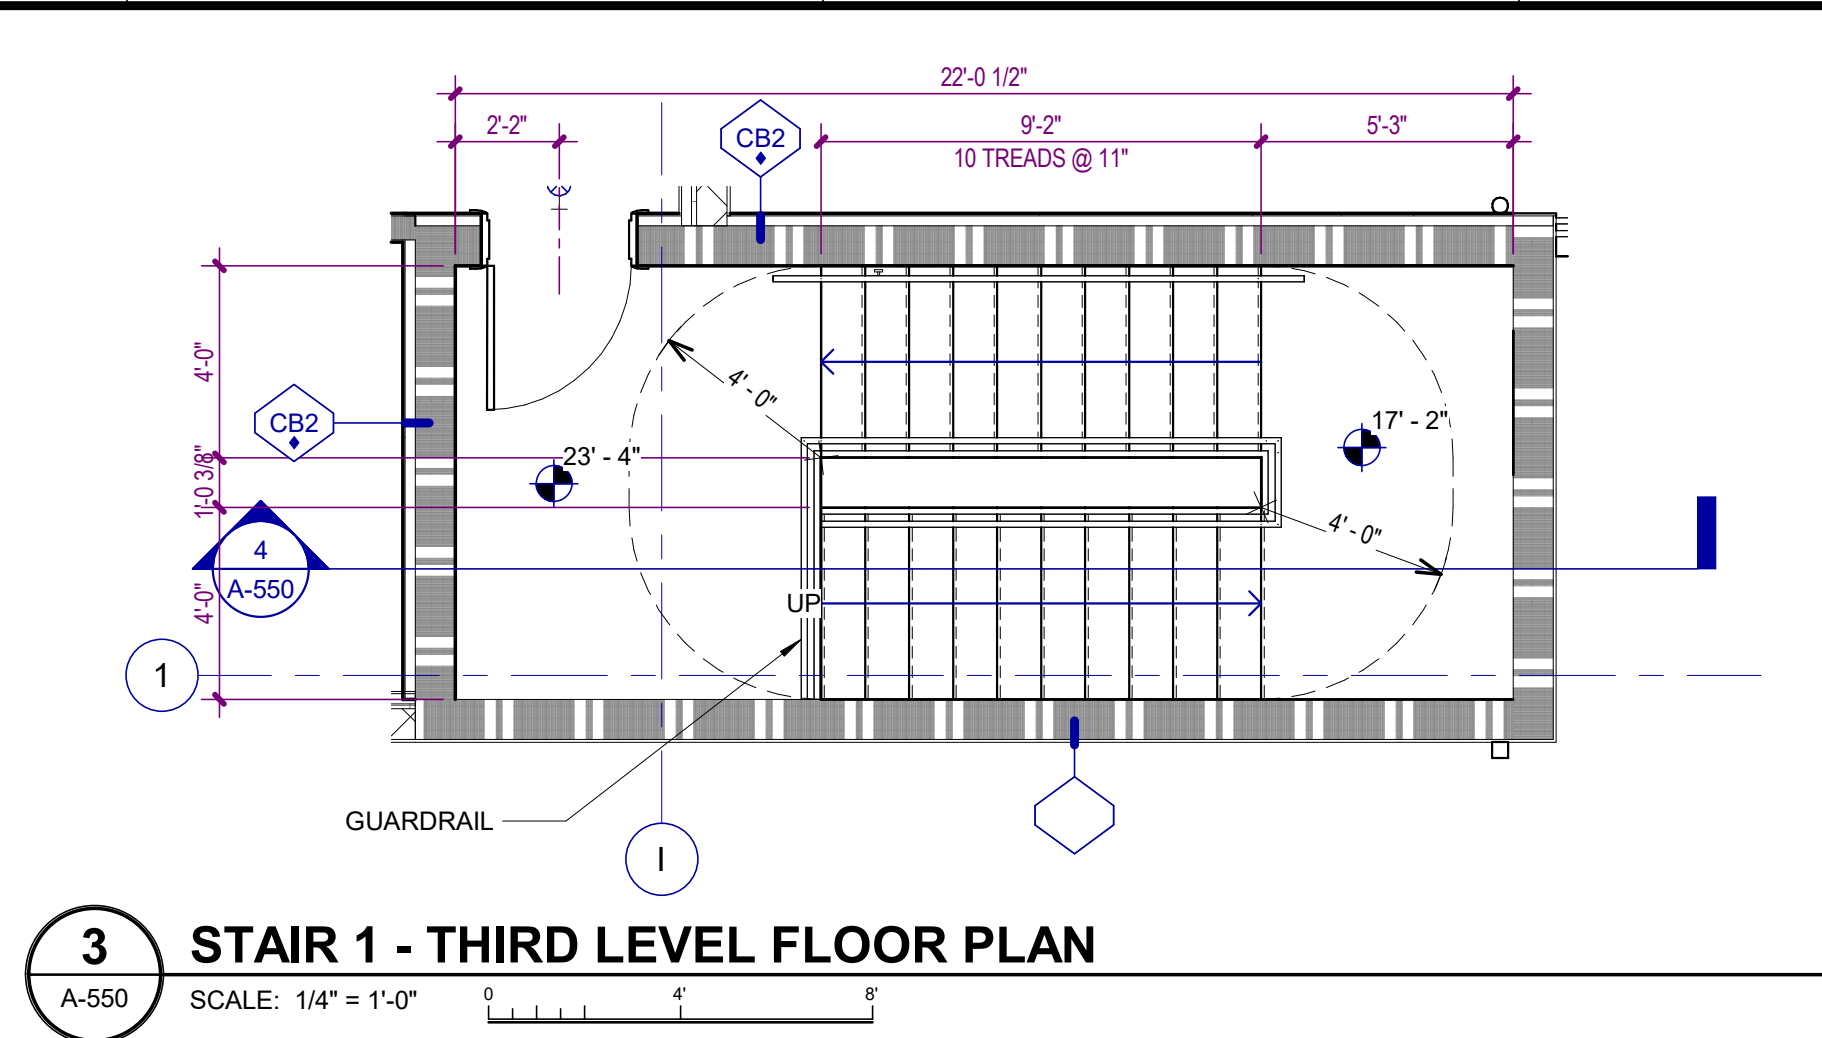 22'-0 1/2"
2'-2"
9'-2"
5'-3"
10 TREADS @ 11"
CB2
4'-0"
4'-0"
CB2
17' - 2"
23' - 4"
1'-0 3/8"
4'-0"
4
A-550
UP
4'-0"
1
GUARDRAIL
I
3
A-550
STAIR 1 - THIRD LEVEL FLOOR PLAN
SCALE: 1/4" = 1'-0"
0 4' 8'